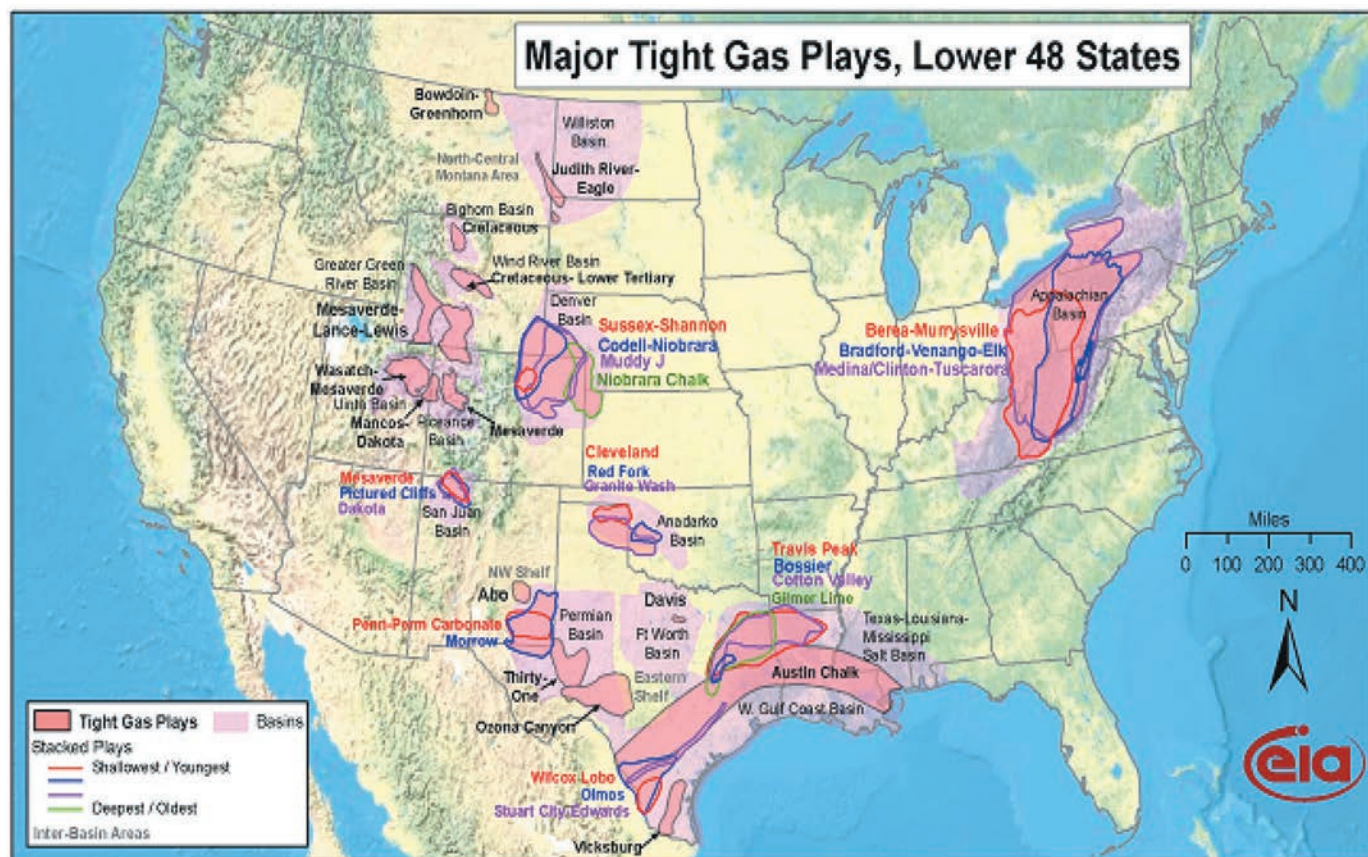 Major Tight Gas Plays, Lower 48 States
Bowdoin-
Greenhorn
Williston
Basin
North-Central
Montana Area
Judith River-
Eagle
Bighorn Basin
Cretaceous
Wind River Basin
Cretaceous- Lower Tertiary
Greater Green
River Basin
Mesaverde-
Lance-Lewis
Denver
Basin
Sussex-Shannon
Codell-Niobrara
Muddy J
Niobrara Chalk
Appalachian
Basin
Berea-Murrysville
Bradford-Venango-Elk
Medina/Clinton-Tuscarora
Wasatch-
Mesaverde
Uinta Basin
Mancos-
Dakota
Piceance
Basin
Mesaverde
Cleveland
Red Fork
Granite Wash
Mesaverde
Pictured Cliffs
Dakota
San Juan
Basin
Anadarko
Basin
Miles
0 100 200 300 400
N
Travis Peak
Bossier
Cotton Valley
Gilmer Lime
NW Shelf
Abo
Penn-Perm Carbonate
Morrow
Permian
Basin
Davis
Ft Worth
Basin
Texas-Louisiana-
Mississippi
Salt Basin
Thirty-
One
Eastern
Shelf
Austin Chalk
Ozona Canyon
W. Gulf Coast Basin
Wilcox-Lobo
Olmos
Stuart City-Edwards
Vicksburg
Tight Gas Plays
Basins
Stacked Plays
Shallowest / Youngest
Deepest / Oldest
Inter-Basin Areas
eia